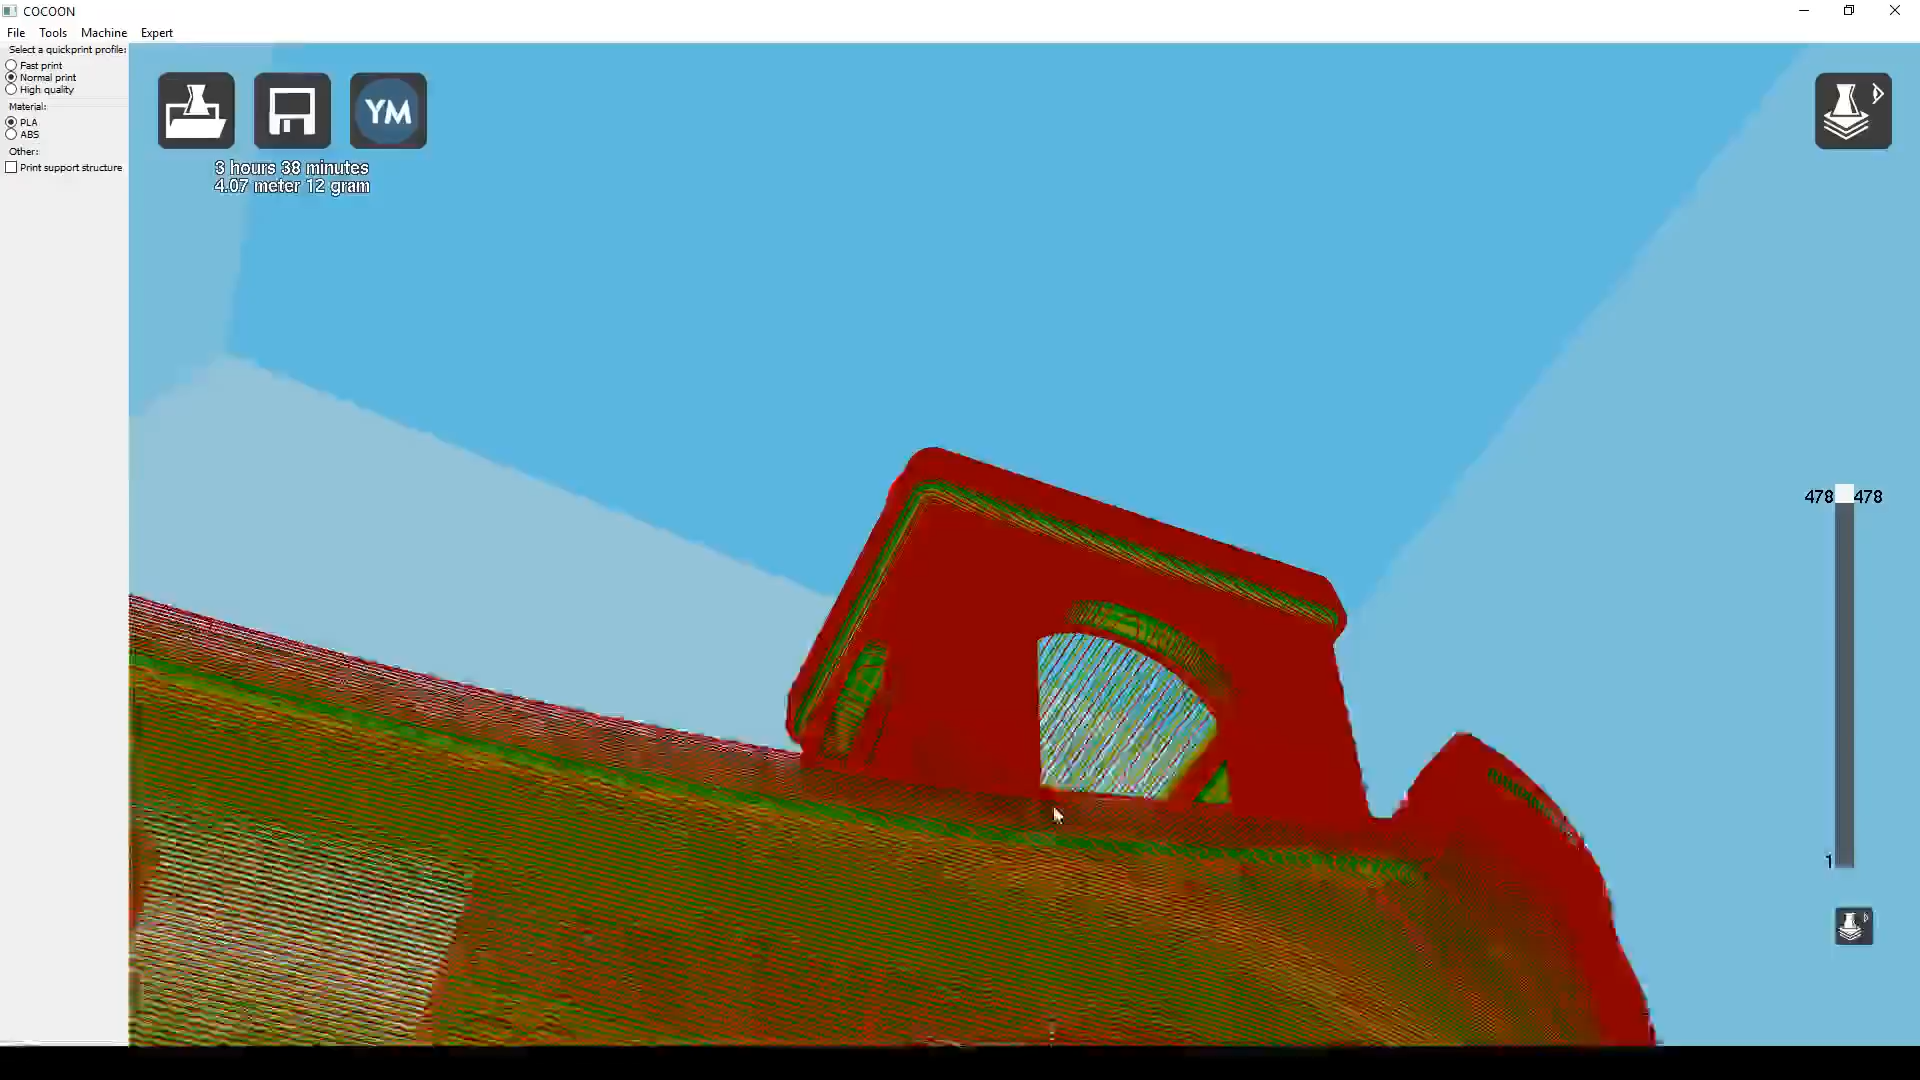 COCOON
File Tools Machine Expert
Select a quickprint profile:
Fast print
Normal print
High quality
Material:
PLA
ABS
Other:
Print support structure
YM
3 hours 38 minutes
4.07 meter 12 gram
478 478
1